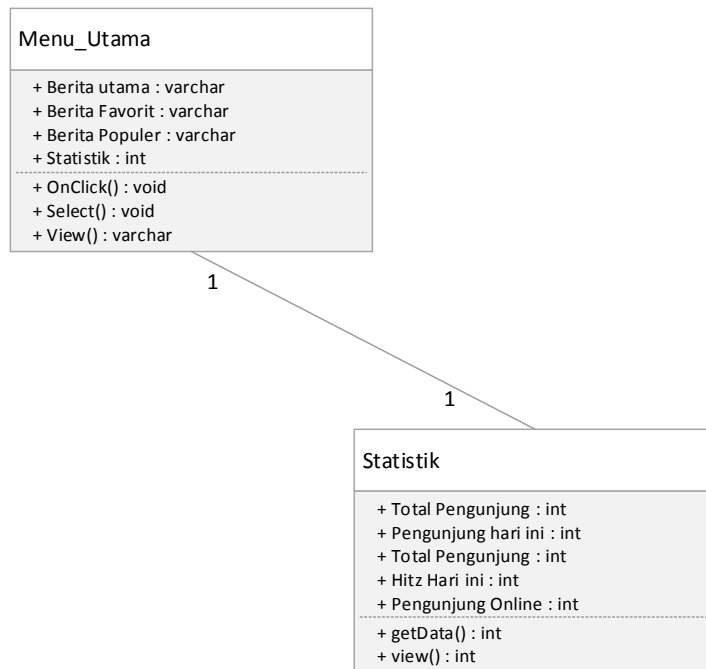 Menu_Utama
+ Berita utama : varchar
+ Berita Favorit : varchar
+ Berita Populer : varchar
+ Statistik : int
+ OnClick() : void
+ Select() : void
+ View() : varchar
1
1
Statistik
+ Total Pengunjung : int
+ Pengunjung hari ini : int
+ Total Pengunjung : int
+ Hitz Hari ini : int
+ Pengunjung Online : int
+ getData() : int
+ view() : int